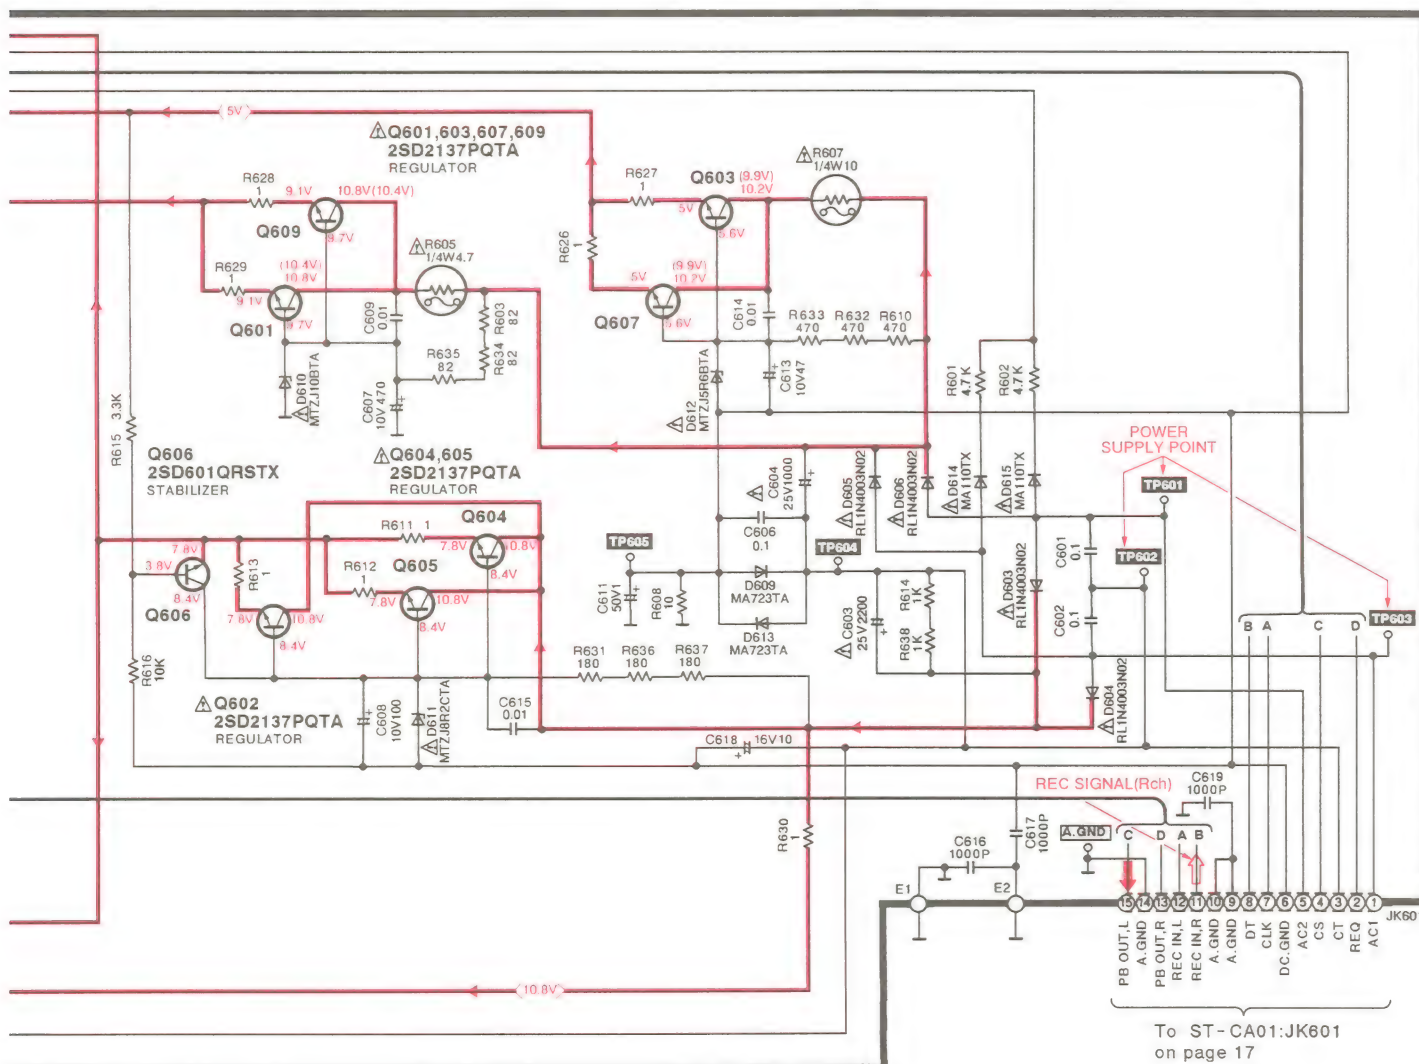 5V
Q601,603,607,609
2SD2137PQTA
REGULATOR
R607
1/4W10
R628
1
9.1V
10.8V(10.4V)
Q609
9.7V
R605
1/4W4.7
R629
1
(10.4V)
10.8V
9.1V
Q601
9.7V
C609
0.01
R603
82
R634
82
R635
82
D610
MTZJ10BTA
C607
10V 470
R627
1
Q603
(9.9V)
10.2V
5V
5.6V
R626
1
5V
(9.9V)
10.2V
Q607
5.6V
C614
0.01
R633
470
R632
470
R610
470
C613
10V47
D612
MTZJ5R6BTA
R601
4.7K
R602
4.7K
R615 3.3K
Q606
2SD601QRSTX
STABILIZER
Q604,605
2SD2137PQTA
REGULATOR
C604
25V1000
D605
RL1N4003N02
D606
RL1N4003N02
D614
MA110TX
D615
MA110TX
POWER
SUPPLY POINT
TP601
TP602
TP603
R611 1
Q604
7.8V
10.8V
8.4V
7.8V
3.8V
8.4V
Q606
R613
1
R612
1
Q605
7.8V
10.8V
8.4V
7.8V
10.8V
8.4V
TP605
C606
0.1
TP604
D609
MA723TA
C611
50V1
R608
10
D613
MA723TA
C603
25V2200
R614
1K
R638
1K
D603
RL1N4003N02
C601
0.1
C602
0.1
B A C D
R616
10K
Q602
2SD2137PQTA
REGULATOR
C608
10V100
D611
MTZJ8R2CTA
C615
0.01
R631
180
R636
180
R637
180
D604
RL1N4003N02
C618
16V10
REC SIGNAL(Rch)
C619
1000P
R630
1
C616
1000P
C617
1000P
A.GND
C D A B
E1
E2
15 14 13 12 11 10 9 8 7 6 5 4 3 2 1
JK601
PB OUT,L
A.GND
PB OUT,R
REC IN,L
REC IN,R
A.GND
A.GND
DT
CLK
DC.GND
AC2
CS
CT
REQ
AC1
10.8V
To ST-CA01:JK601
on page 17